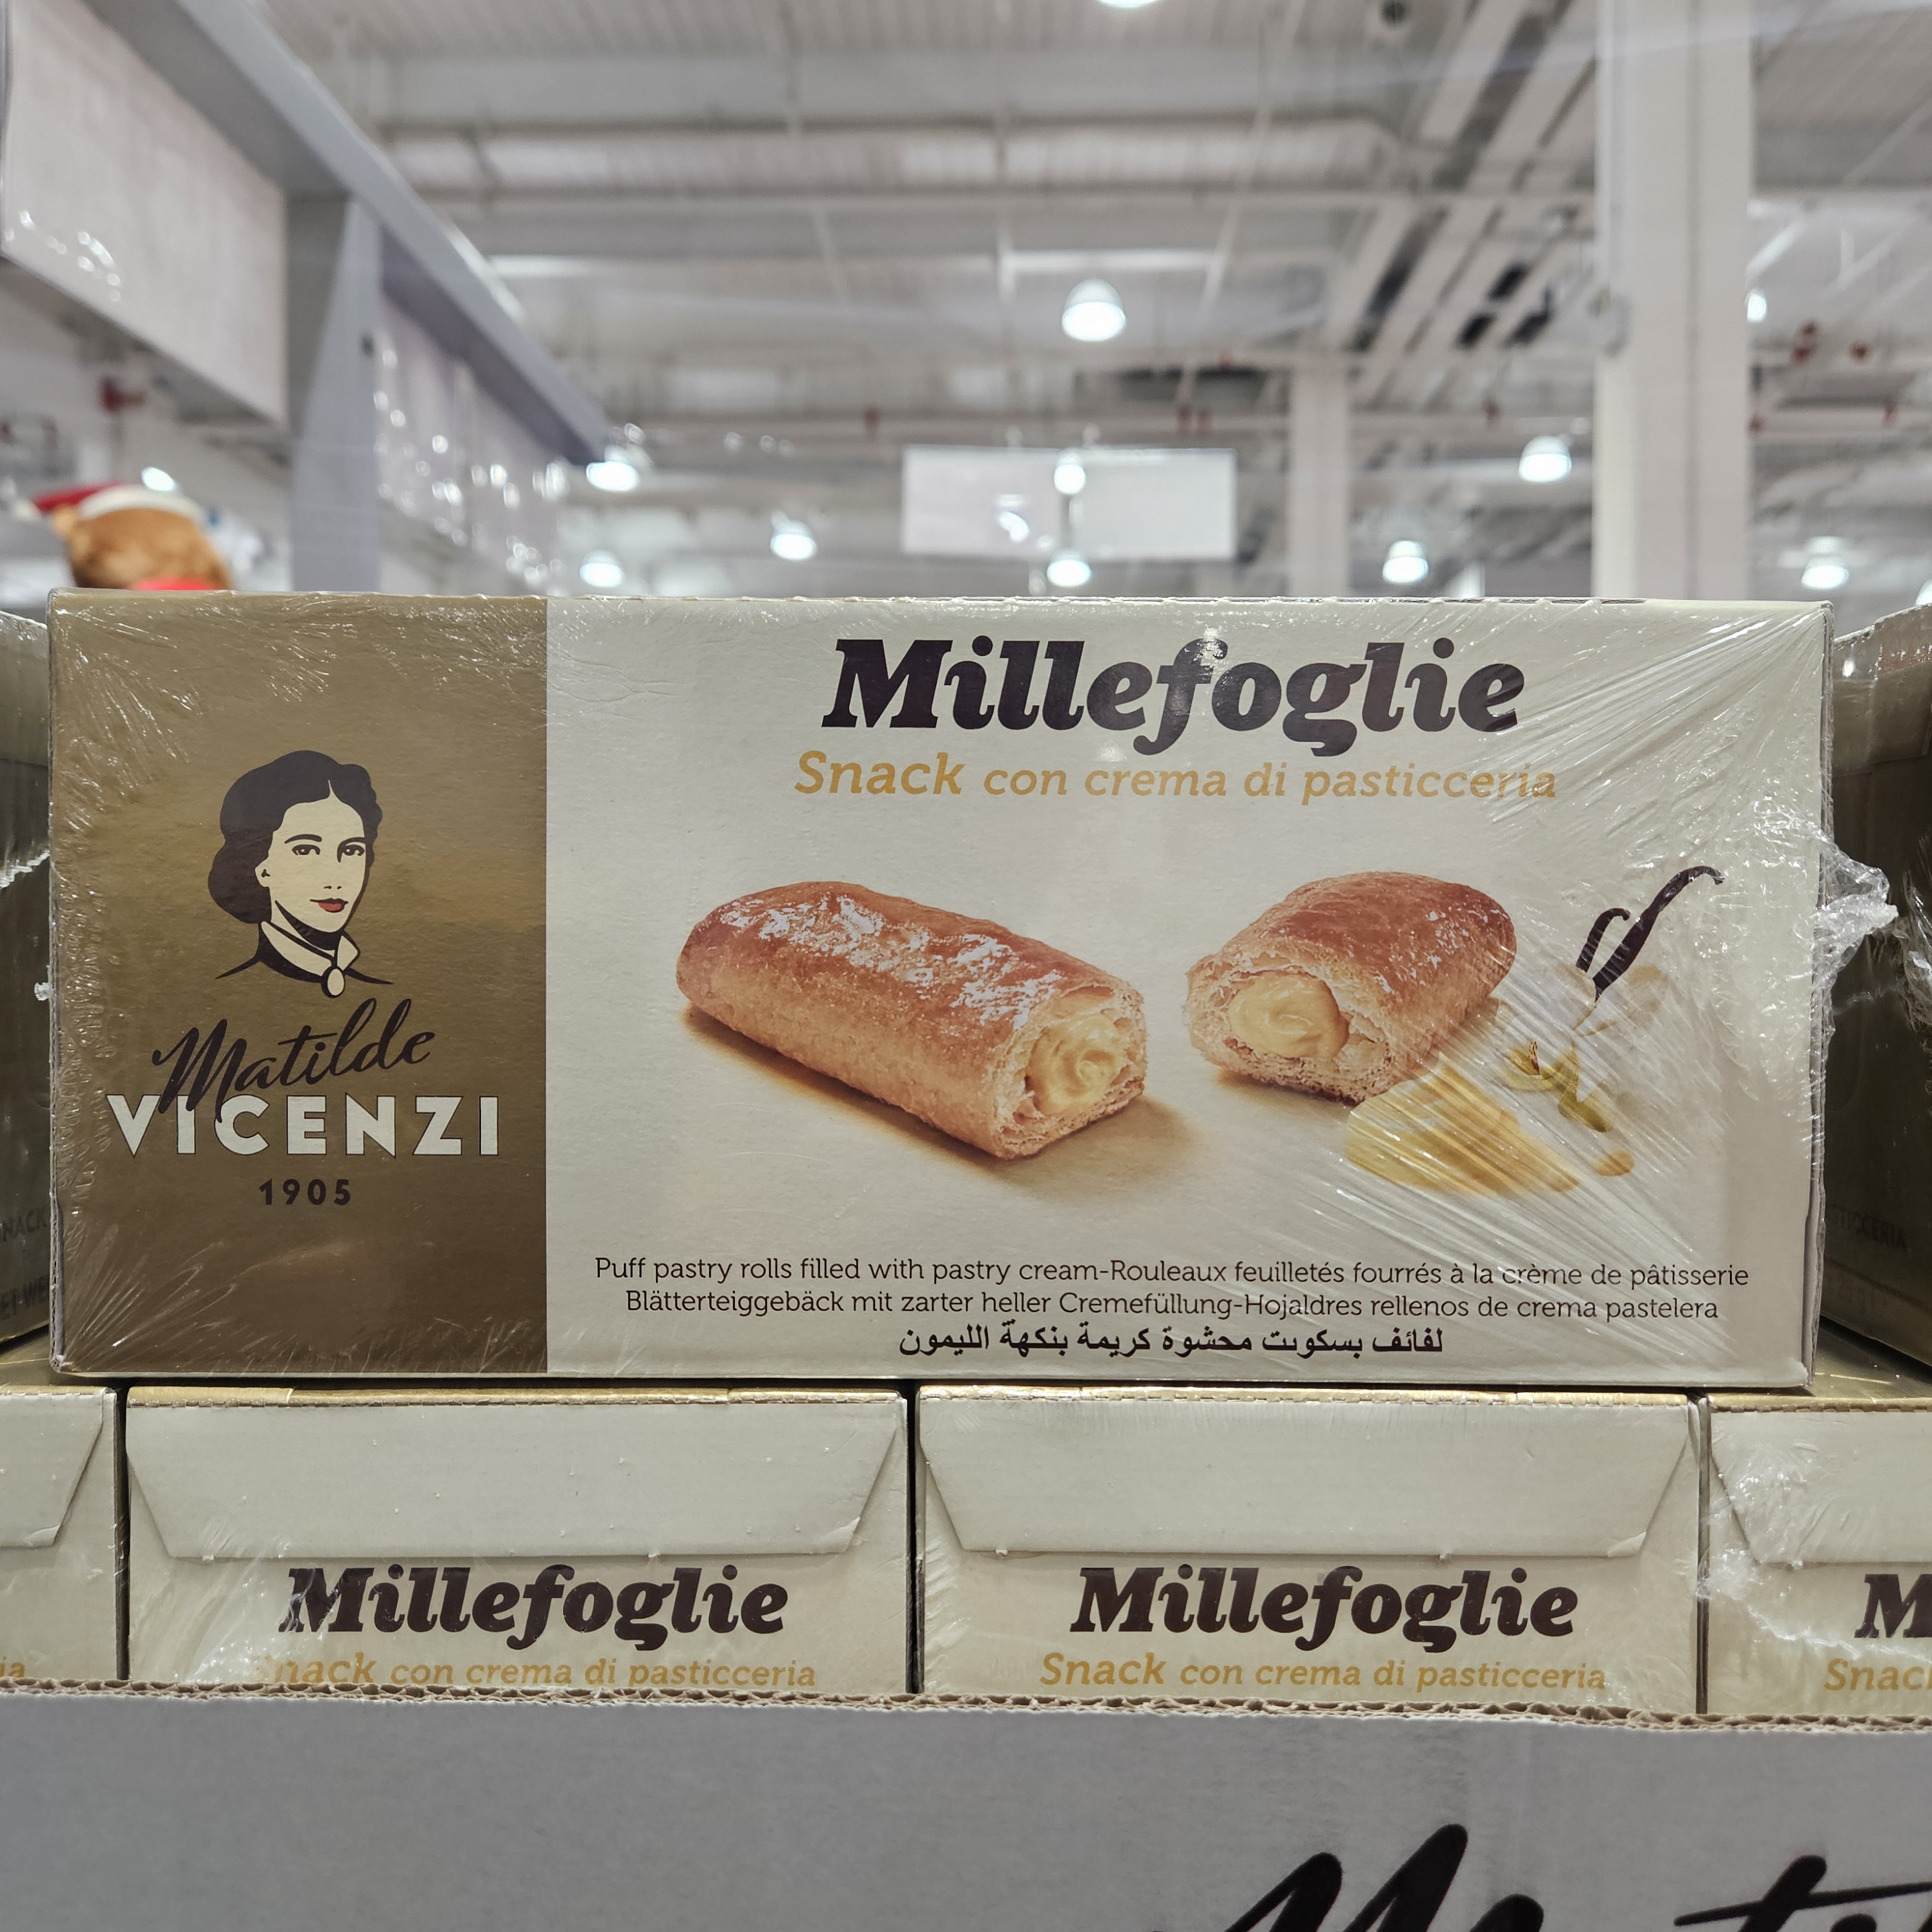 Millefoglie
Snack con crema di pasticceria
Matilde
VICENZI
1905
Puff pastry rolls filled with pastry cream-Rouleaux feuilletés fourrés à la crème de pâtisserie
Blätterteiggebäck mit zarter heller Cremefüllung-Hojaldres rellenos de crema pastelera
لفائف بسكويت محشوة كريمة بنكهة الليمون
Millefoglie
Snack con crema di pasticceria
Millefoglie
Snack con crema di pasticceria
Snack